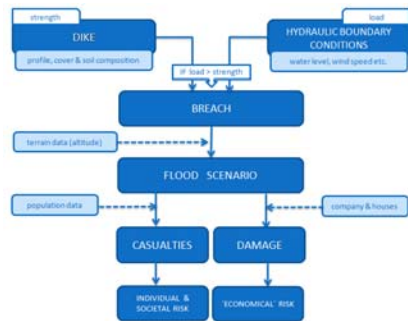 strength
load
DIKE
HYDRAULIC BOUNDARY
CONDITIONS
profile, cover & soil composition
water level, wind speed etc.
IF load > strength
BREACH
terrain data (altitude)
FLOOD SCENARIO
population data
company & houses
CASUALTIES
DAMAGE
INDIVIDUAL &
SOCIETAL RISK
'ECONOMICAL' RISK